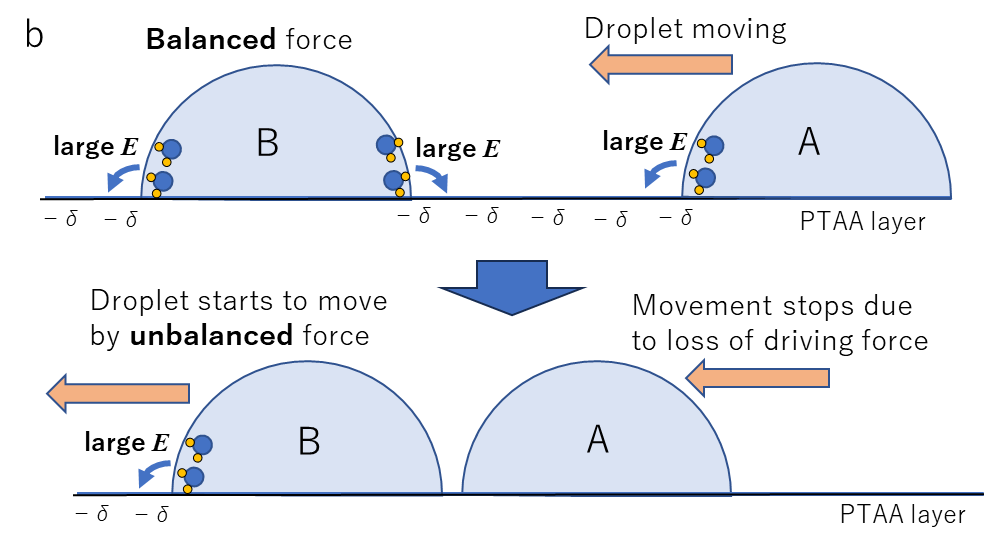 b
Balanced force
Droplet moving
large E
B
large E
large E
A
− δ − δ
− δ − δ − δ − δ − δ
PTAA layer
Droplet starts to move
by unbalanced force
Movement stops due
to loss of driving force
large E
B
A
− δ − δ
PTAA layer